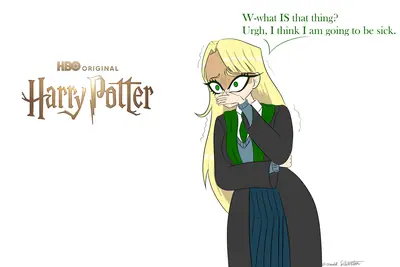 W-what IS that thing?
Urgh, I think I am going to be sick.
HBO ORIGINAL
Harry Potter